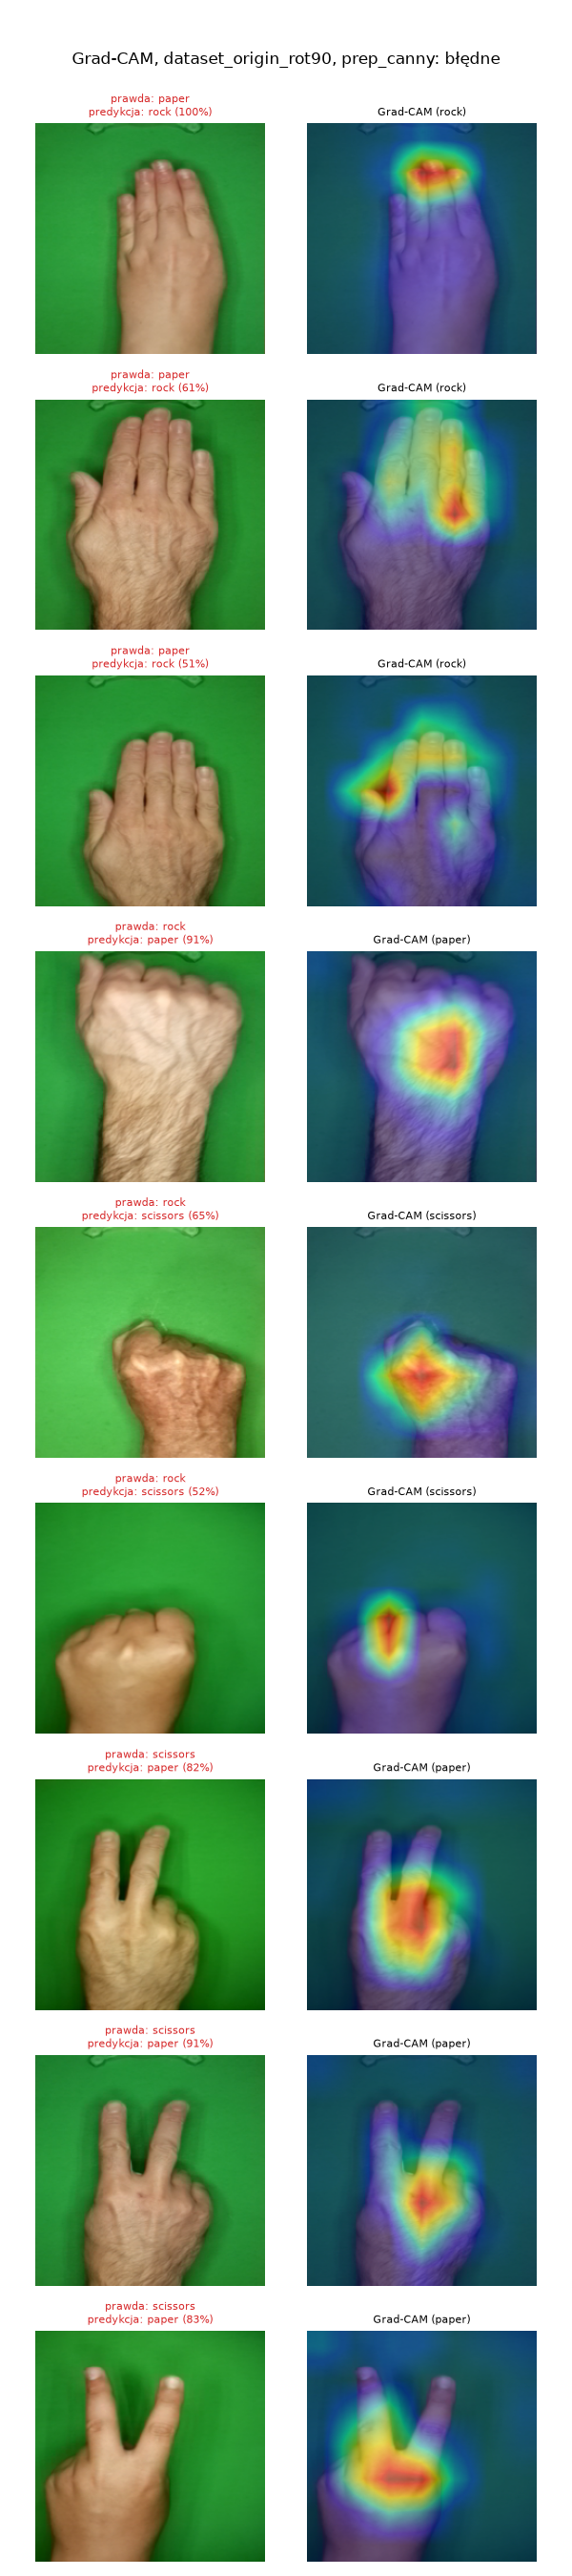 Grad-CAM, dataset_origin_rot90, prep_canny: błędne
prawda: paper
predykcja: rock (100%)
Grad-CAM (rock)
prawda: paper
predykcja: rock (61%)
Grad-CAM (rock)
prawda: paper
predykcja: rock (51%)
Grad-CAM (rock)
prawda: rock
predykcja: paper (91%)
Grad-CAM (paper)
prawda: rock
predykcja: scissors (65%)
Grad-CAM (scissors)
prawda: rock
predykcja: scissors (52%)
Grad-CAM (scissors)
prawda: scissors
predykcja: paper (82%)
Grad-CAM (paper)
prawda: scissors
predykcja: paper (91%)
Grad-CAM (paper)
prawda: scissors
predykcja: paper (83%)
Grad-CAM (paper)